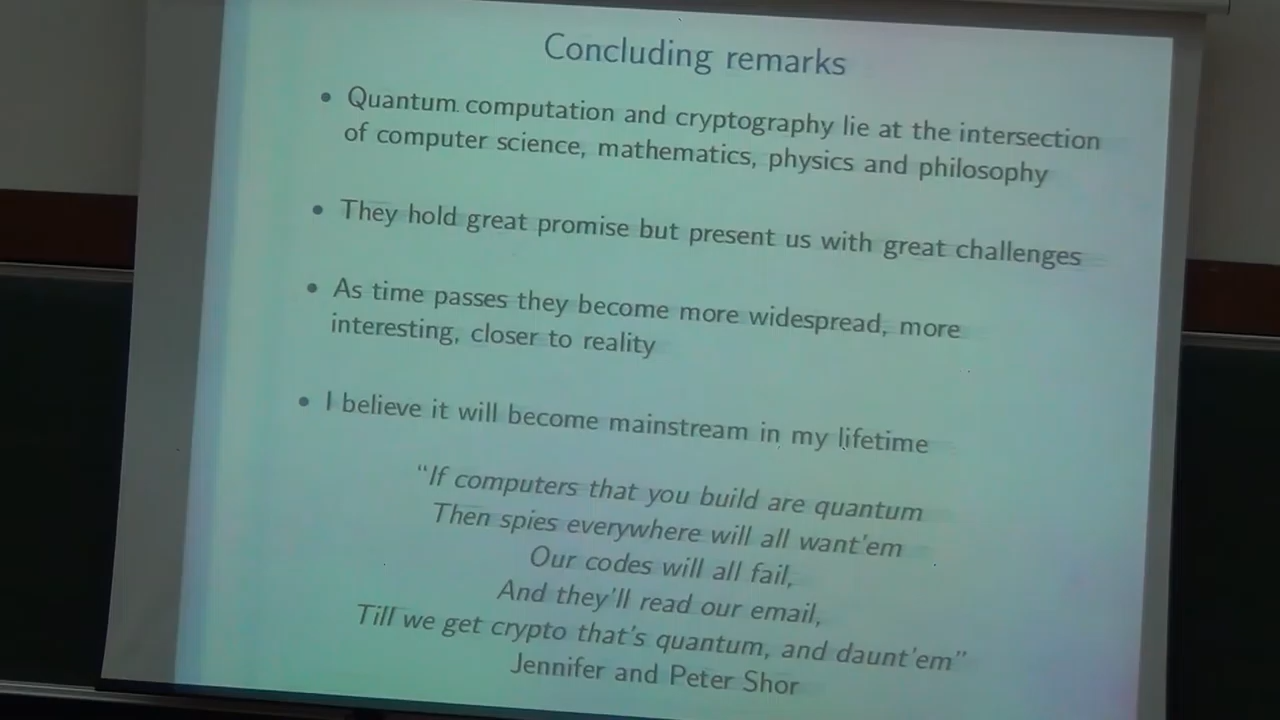 Concluding remarks
• Quantum computation and cryptography lie at the intersection
of computer science, mathematics, physics and philosophy
• They hold great promise but present us with great challenges
• As time passes they become more widespread, more
interesting, closer to reality
• I believe it will become mainstream in my lifetime
“If computers that you build are quantum
Then spies everywhere will all want'em
Our codes will all fail,
And they'll read our email,
Till we get crypto that's quantum, and daunt'em”
Jennifer and Peter Shor